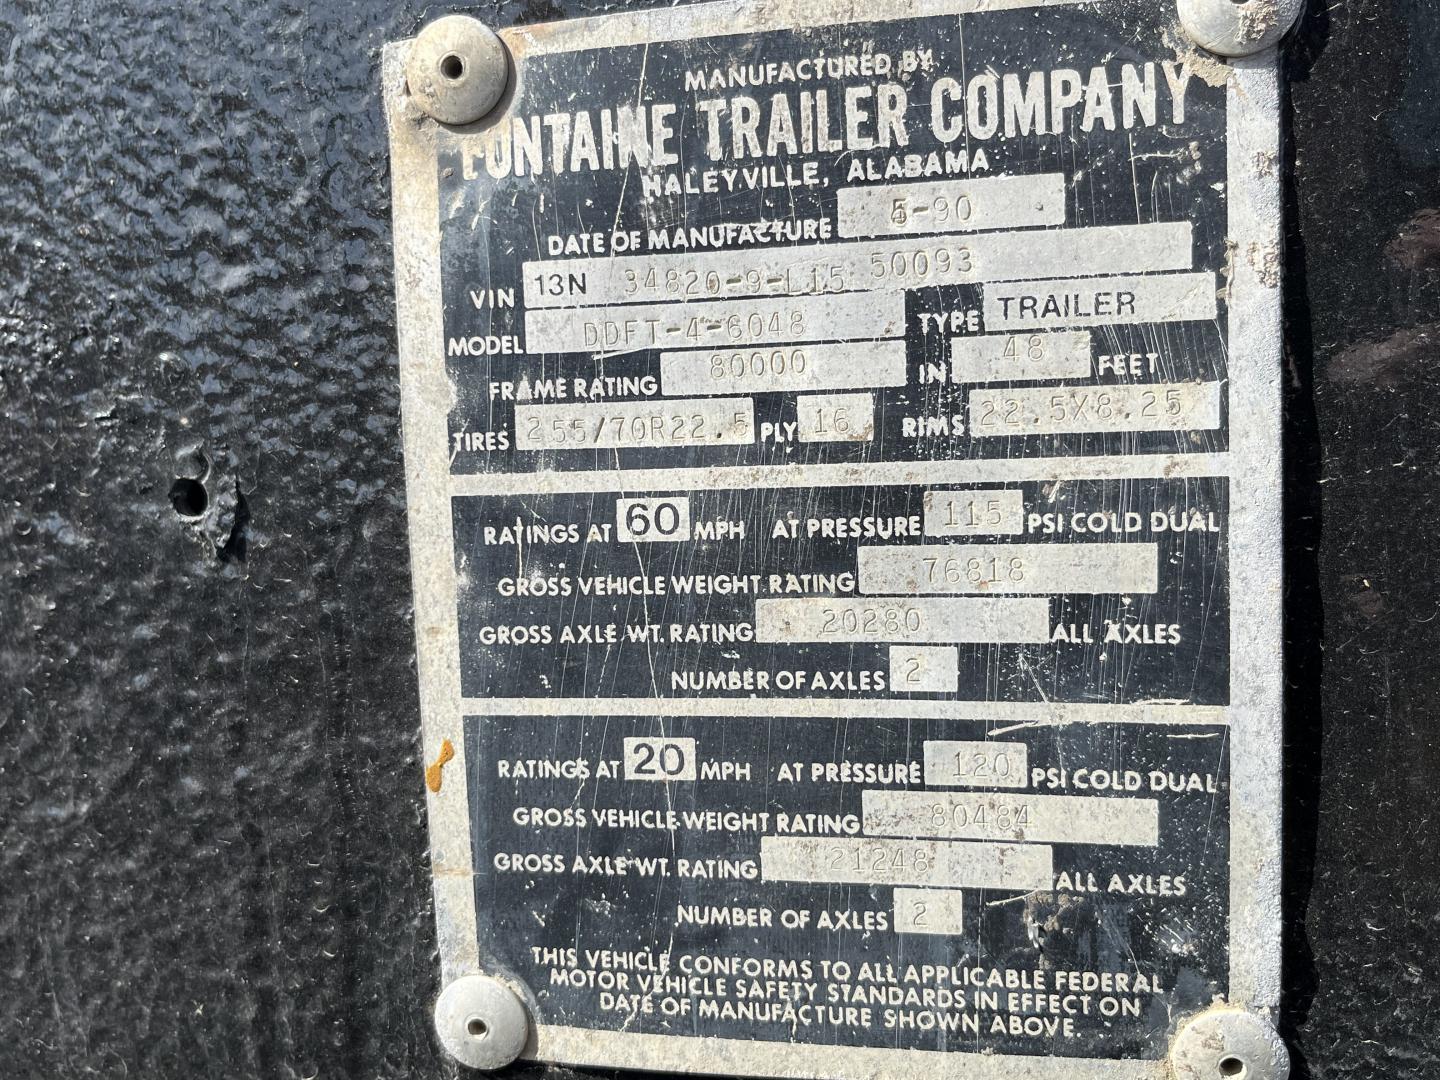 MANUFACTURED BY
FONTAINE TRAILER COMPANY
HALEYVILLE, ALABAMA
DATE OF MANUFACTURE 5-90
VIN 13N 34820-9-L15 50093
MODEL DDFT-4-6048 TYPE TRAILER
FRAME RATING 80000 IN 48 FEET
TIRES 255/70R22.5 PLY 16 RIMS 22.5X8.25
RATINGS AT 60 MPH AT PRESSURE 115 PSI COLD DUAL
GROSS VEHICLE WEIGHT RATING 76818
GROSS AXLE WT. RATING 20280 ALL AXLES
NUMBER OF AXLES 2
RATINGS AT 20 MPH AT PRESSURE 120 PSI COLD DUAL
GROSS VEHICLE WEIGHT RATING 80484
GROSS AXLE WT. RATING 21248 ALL AXLES
NUMBER OF AXLES 2
THIS VEHICLE CONFORMS TO ALL APPLICABLE FEDERAL
MOTOR VEHICLE SAFETY STANDARDS IN EFFECT ON
DATE OF MANUFACTURE SHOWN ABOVE.